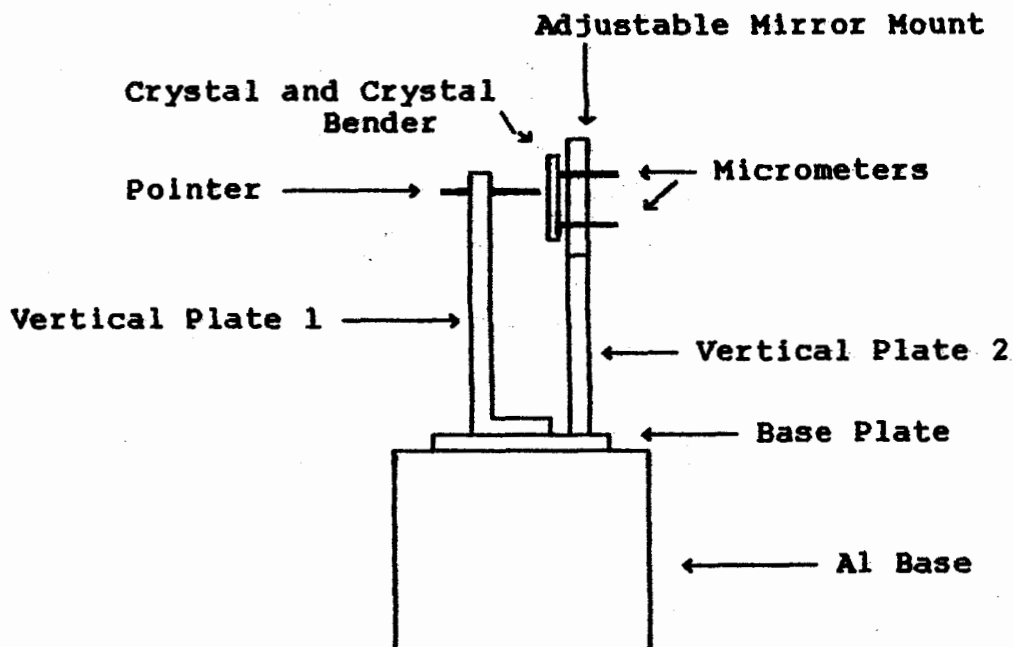 Adjustable Mirror Mount
Crystal and Crystal
Bender
Pointer
Micrometers
Vertical Plate 1
Vertical Plate 2
Base Plate
Al Base